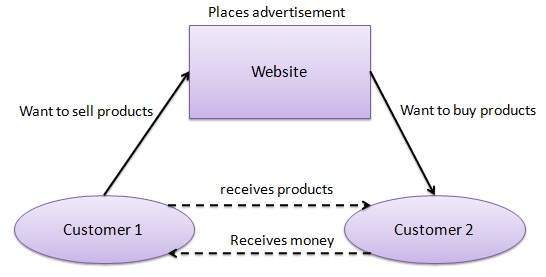 Places advertisement
Website
Want to sell products
Want to buy products
receives products
Customer 1
Customer 2
Receives money